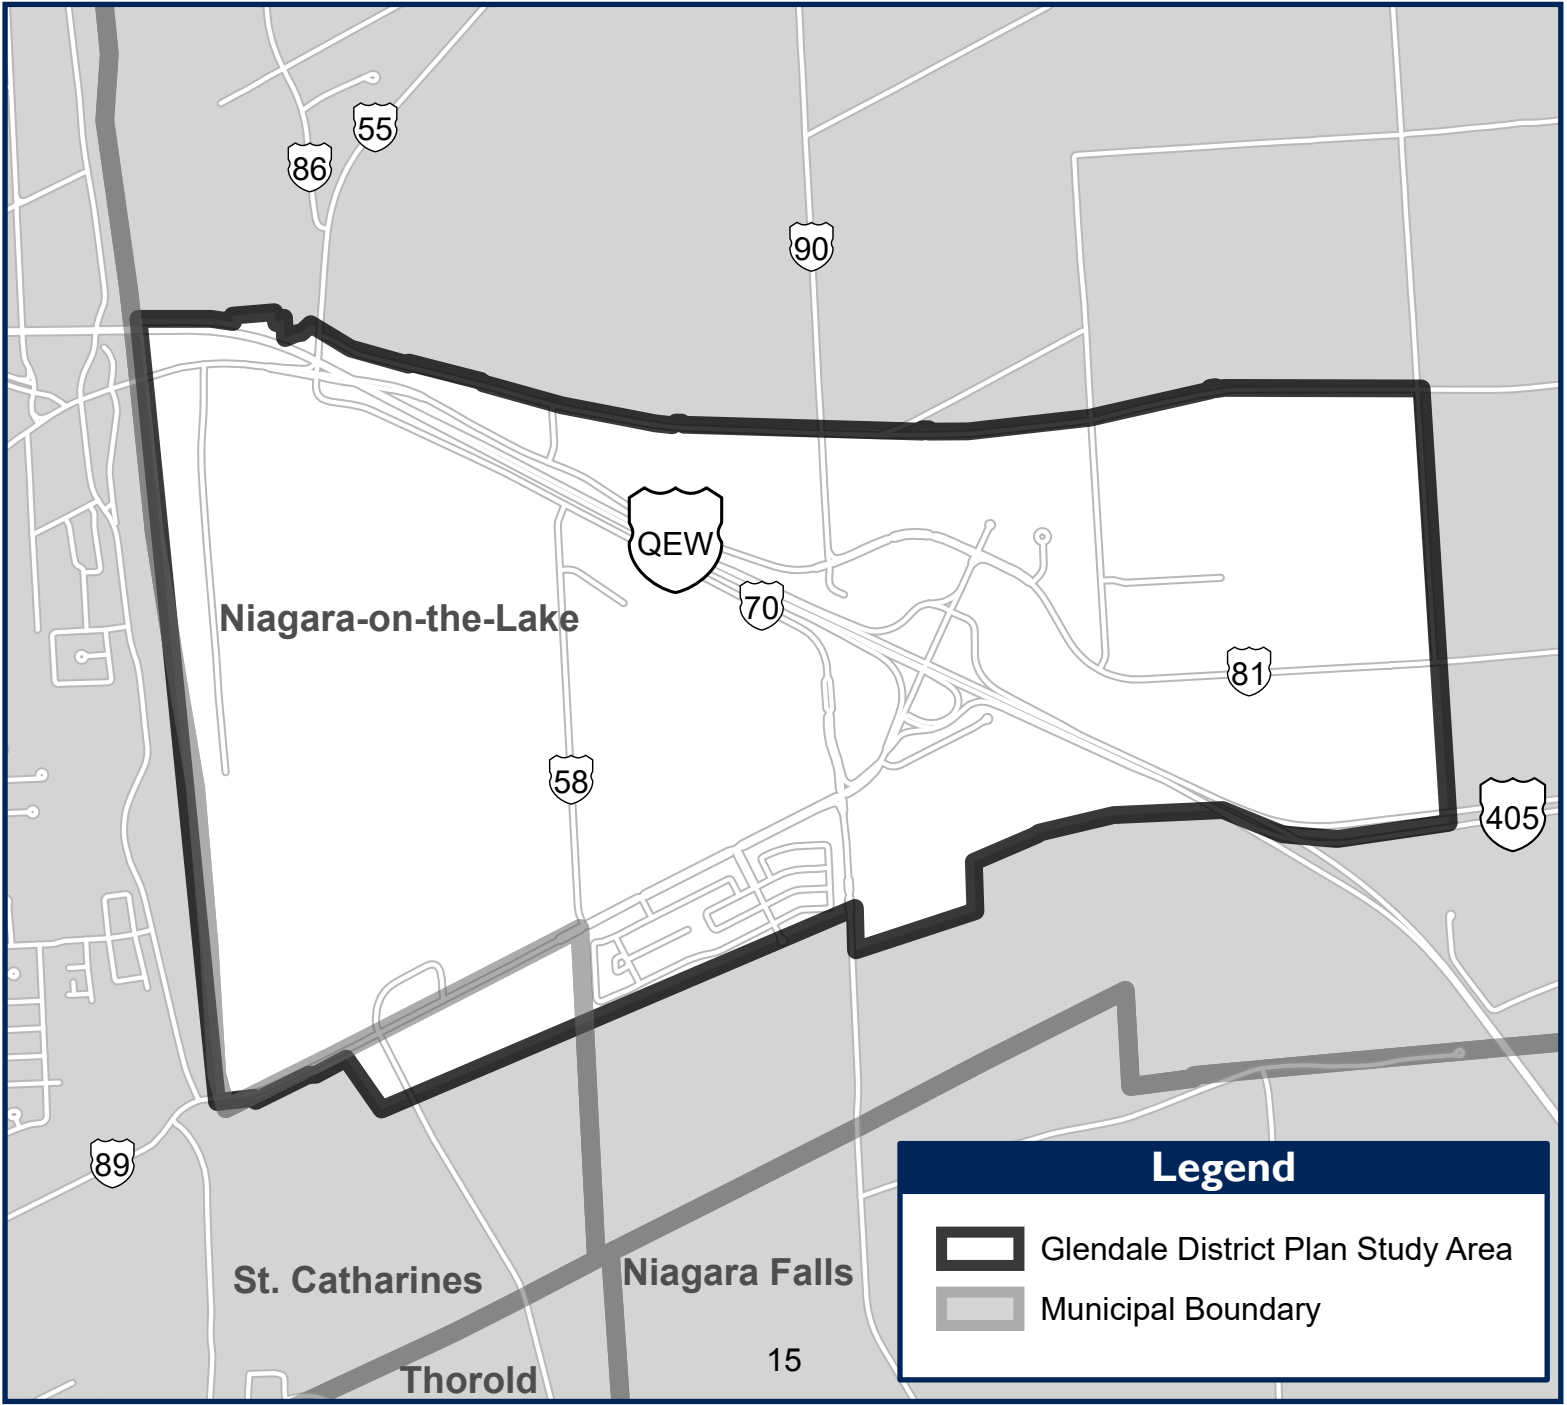 55
86
90
QEW
70
Niagara-on-the-Lake
81
58
405
89
Legend
Glendale District Plan Study Area
Municipal Boundary
St. Catharines
Niagara Falls
15
Thorold